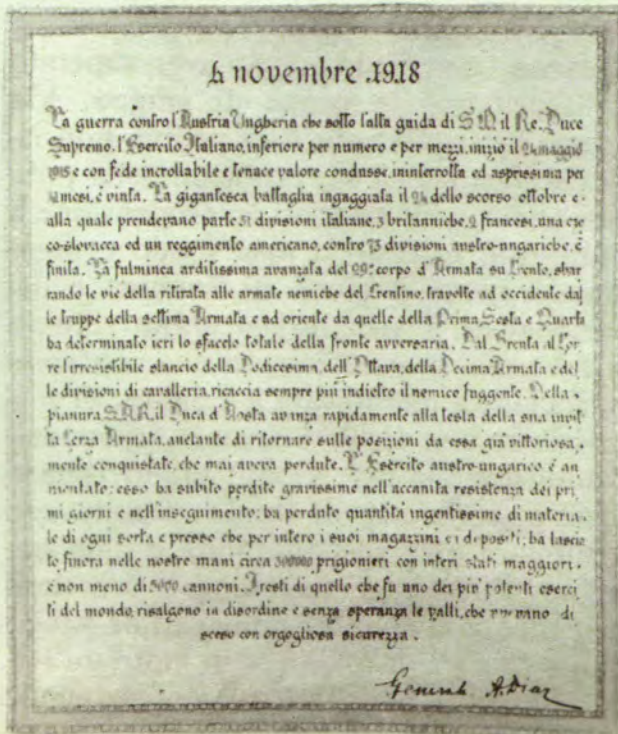 4 novembre .1918
La guerra contro l'Austria Ungheria che sotto l'alta guida di S.M. il Re. Duce
Supremo. l'Esercito Italiano, inferiore per numero e per mezzi, iniziò il 24 maggio
1915 e con fede incrollabile e tenace valore condusse, ininterrotta ed asprissima per
41 mesi, è vinta. La gigantesca battaglia ingaggiata il 24 dello scorso ottobre e
alla quale prendevano parte 51 divisioni italiane, 3 britanniche, 2 francesi, una cze
co-slovacca ed un reggimento americano, contro 73 divisioni austro-ungariche, è
finita. La fulminea arditissima avanzata del 29º corpo d'Armata su Trento, sbar
rando le vie della ritirata alle armate nemiche del Trentino, travolte ad occidente dal
le truppe della settima Armata e ad oriente da quelle della Prima, Sesta e Quarta
ha determinato ieri lo sfacelo totale della fronte avversaria. Dal Brenta al Tor
re l'irresistibile slancio della Dodicesima, dell'Ottava, della Decima Armata e del
le divisioni di cavalleria, ricaccia sempre più indietro il nemico fuggente. Nella
pianura S.A.R. il Duca d'Aosta avanza rapidamente alla testa della sua invit
ta Terza Armata, anelante di ritornare sulle posizioni da essa già vittoriosa,
mente conquistate, che mai aveva perdute. L'Esercito austro-ungarico è an
nientato: esso ha subito perdite gravissime nell'accanita resistenza dei pri
mi giorni e nell'inseguimento: ha perduto quantità ingentissime di materia,
le di ogni sorta e presso che per intero i suoi magazzini e i depositi; ha lascia
to, finora nelle nostre mani circa 300000 prigionieri con interi stati maggiori.
e non meno di 5000 cannoni. I resti di quello che fu uno dei più potenti eserci
ti del mondo, risalgono in disordine e senza speranza le valli, che avevano di
sceso con orgogliosa sicurezza.
Generale A. Diaz